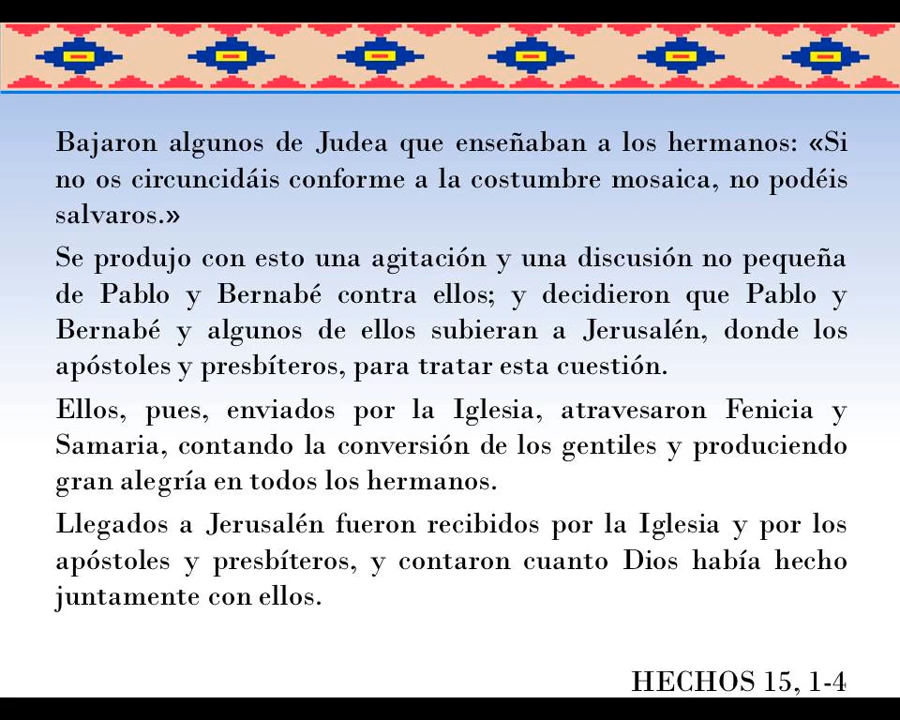 Bajaron algunos de Judea que enseñaban a los hermanos: «Si
no os circuncidáis conforme a la costumbre mosaica, no podéis
salvaros.»
Se produjo con esto una agitación y una discusión no pequeña
de Pablo y Bernabé contra ellos; y decidieron que Pablo y
Bernabé y algunos de ellos subieran a Jerusalén, donde los
apóstoles y presbíteros, para tratar esta cuestión.
Ellos, pues, enviados por la Iglesia, atravesaron Fenicia y
Samaria, contando la conversión de los gentiles y produciendo
gran alegría en todos los hermanos.
Llegados a Jerusalén fueron recibidos por la Iglesia y por los
apóstoles y presbíteros, y contaron cuanto Dios había hecho
juntamente con ellos.
HECHOS 15, 1-4